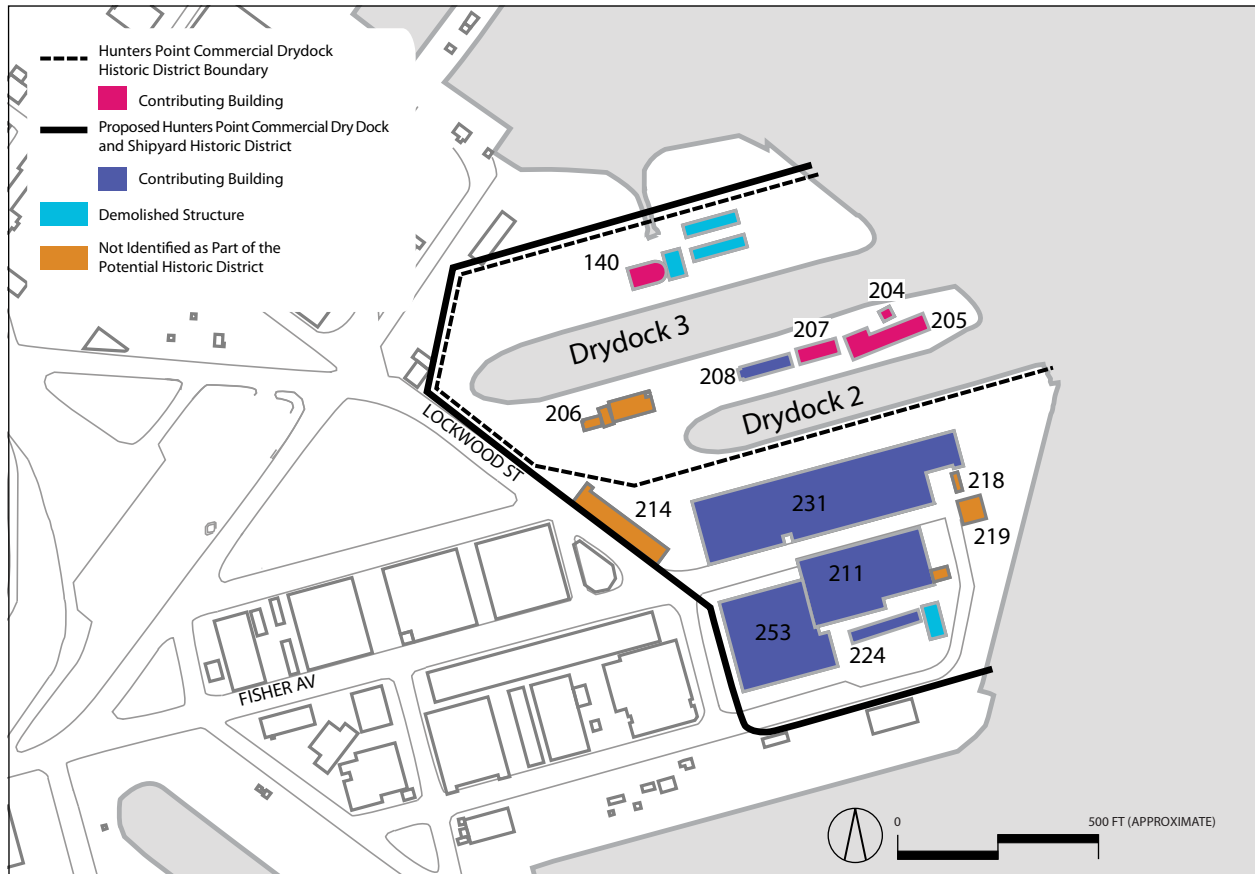 Hunters Point Commercial Drydock
Historic District Boundary
Contributing Building
Proposed Hunters Point Commercial Dry Dock
and Shipyard Historic District
Contributing Building
Demolished Structure
Not Identified as Part of the
Potential Historic District
140
204
205
207
Drydock 3
208
206
Drydock 2
LOCKWOOD ST
218
214
231
219
211
253
224
FISHER AV
0
500 FT (APPROXIMATE)